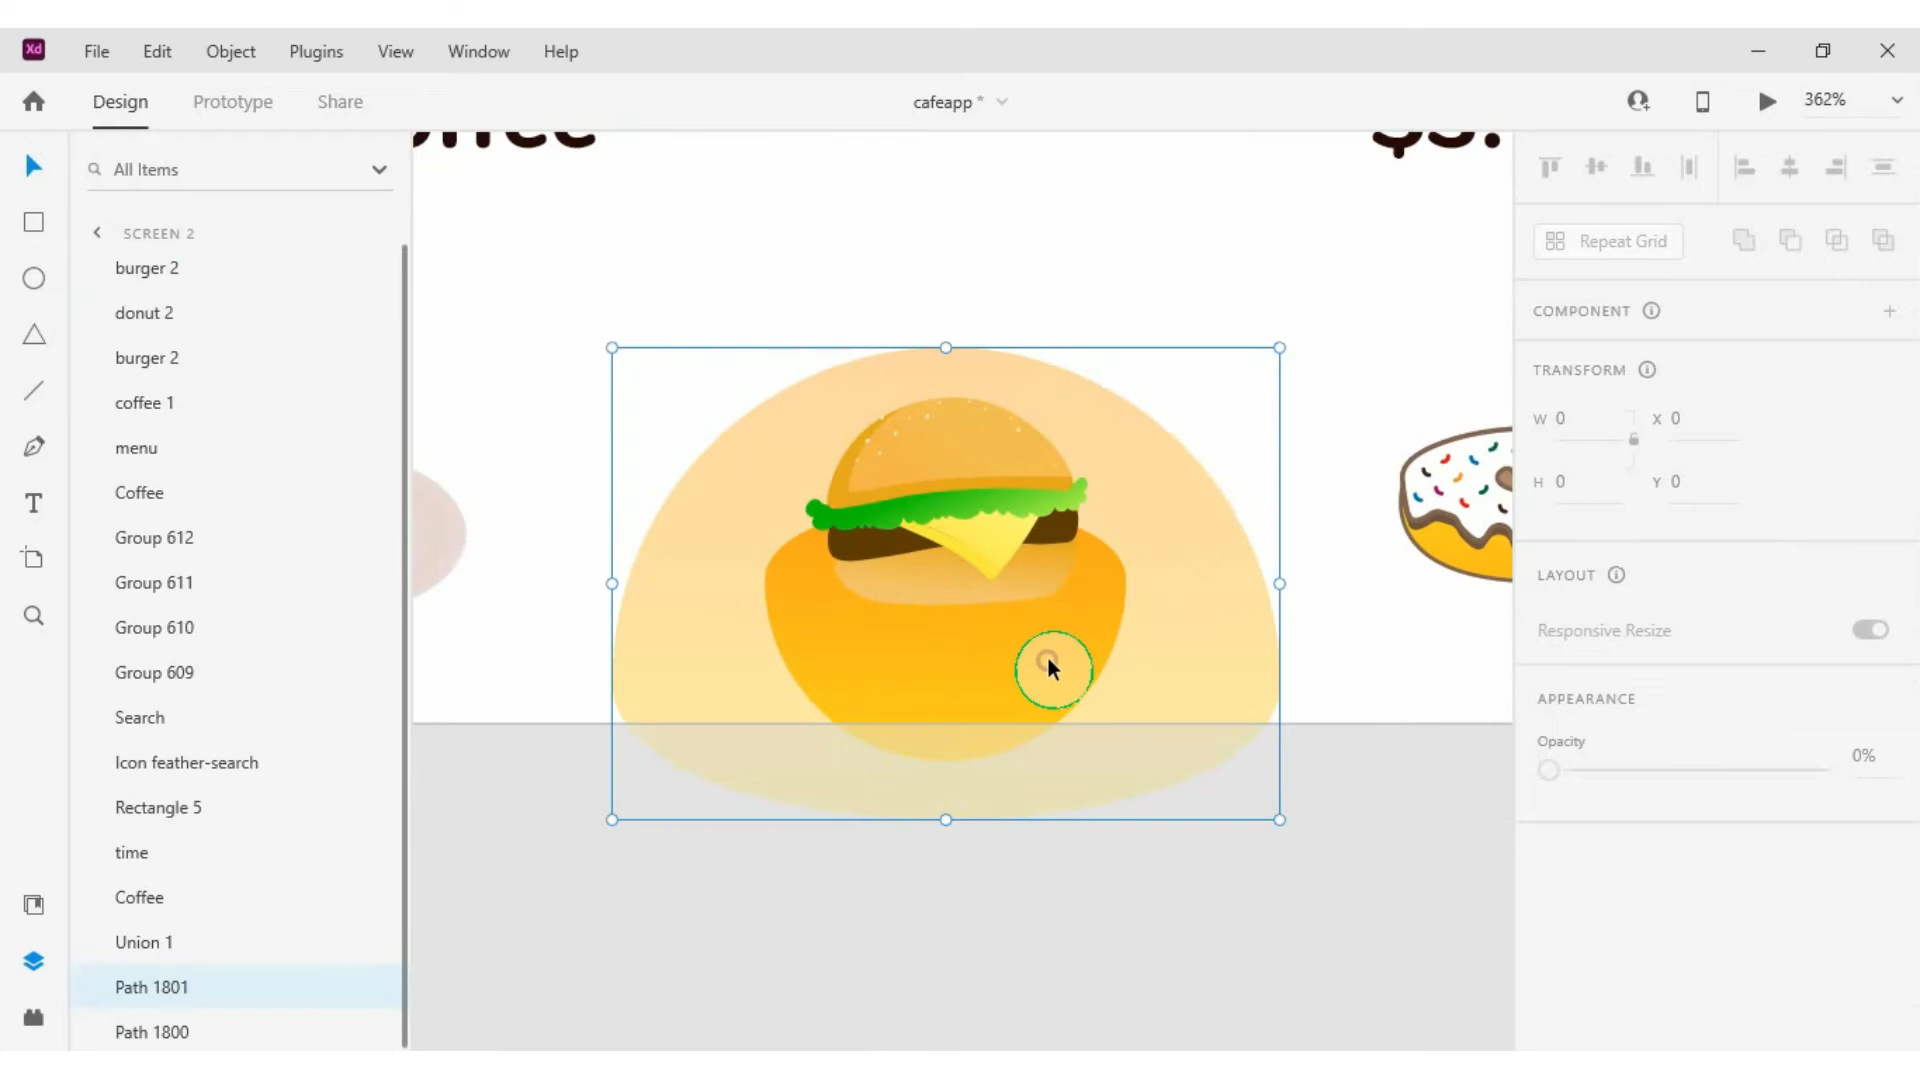 Xd File Edit Object Plugins View Window Help
Design Prototype Share cafeapp * 362%
All Items
SCREEN 2
burger 2
donut 2
burger 2
coffee 1
menu
Coffee
Group 612
Group 611
Group 610
Group 609
Search
Icon feather-search
Rectangle 5
time
Coffee
Union 1
Path 1801
Path 1800
Repeat Grid
COMPONENT
TRANSFORM
W 0 X 0
H 0 Y 0
LAYOUT
Responsive Resize
APPEARANCE
Opacity
0%